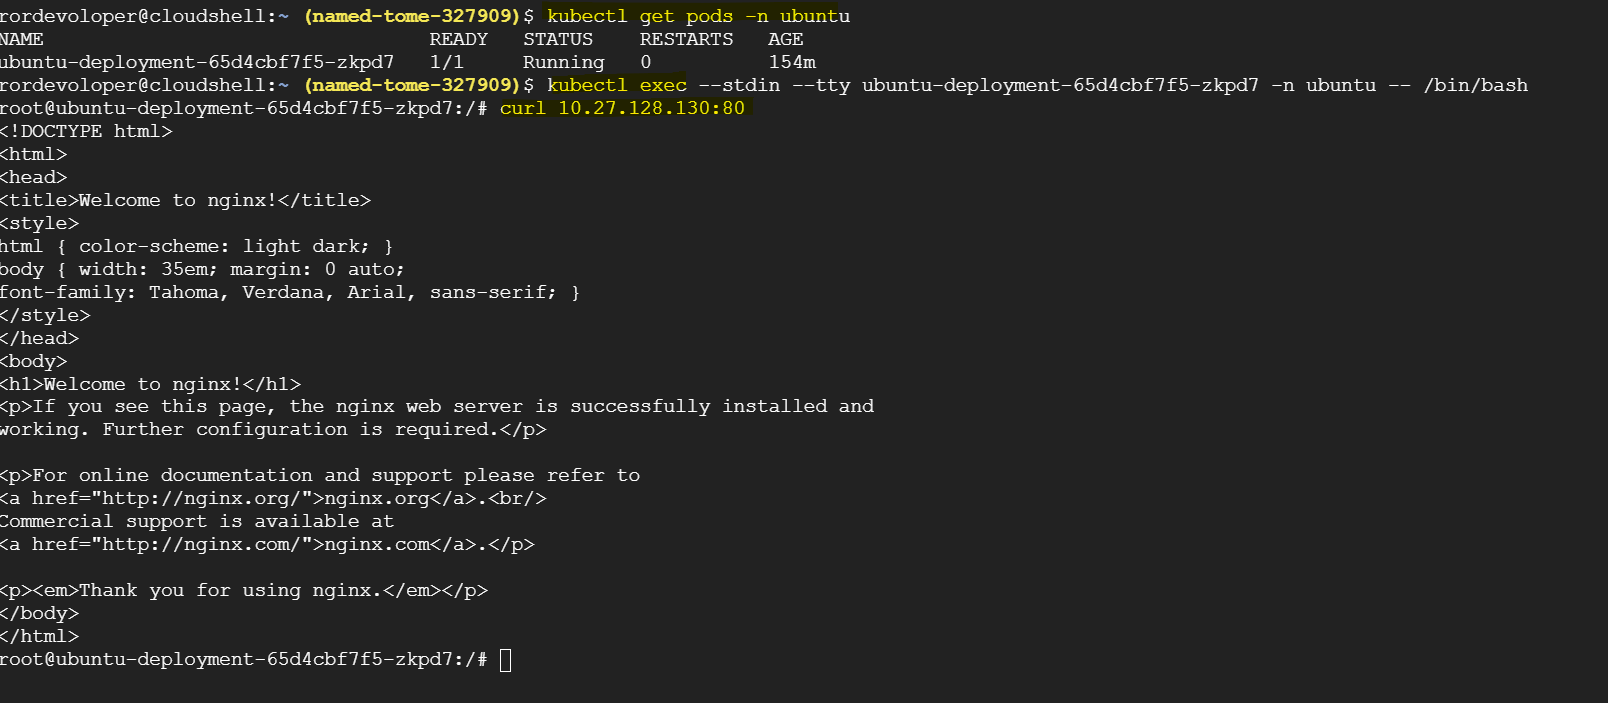 rordevoloper@cloudshell:~ (named-tome-327909)$ kubectl get pods -n ubuntu
NAME                                 READY   STATUS    RESTARTS   AGE
ubuntu-deployment-65d4cbf7f5-zkpd7   1/1     Running   0          154m
rordevoloper@cloudshell:~ (named-tome-327909)$ kubectl exec --stdin --tty ubuntu-deployment-65d4cbf7f5-zkpd7 -n ubuntu -- /bin/bash
root@ubuntu-deployment-65d4cbf7f5-zkpd7:/# curl 10.27.128.130:80
<!DOCTYPE html>
<html>
<head>
<title>Welcome to nginx!</title>
<style>
html { color-scheme: light dark; }
body { width: 35em; margin: 0 auto;
font-family: Tahoma, Verdana, Arial, sans-serif; }
</style>
</head>
<body>
<h1>Welcome to nginx!</h1>
<p>If you see this page, the nginx web server is successfully installed and
working. Further configuration is required.</p>

<p>For online documentation and support please refer to
<a href="http://nginx.org/">nginx.org</a>.<br/>
Commercial support is available at
<a href="http://nginx.com/">nginx.com</a>.</p>

<p><em>Thank you for using nginx.</em></p>
</body>
</html>
root@ubuntu-deployment-65d4cbf7f5-zkpd7:/#